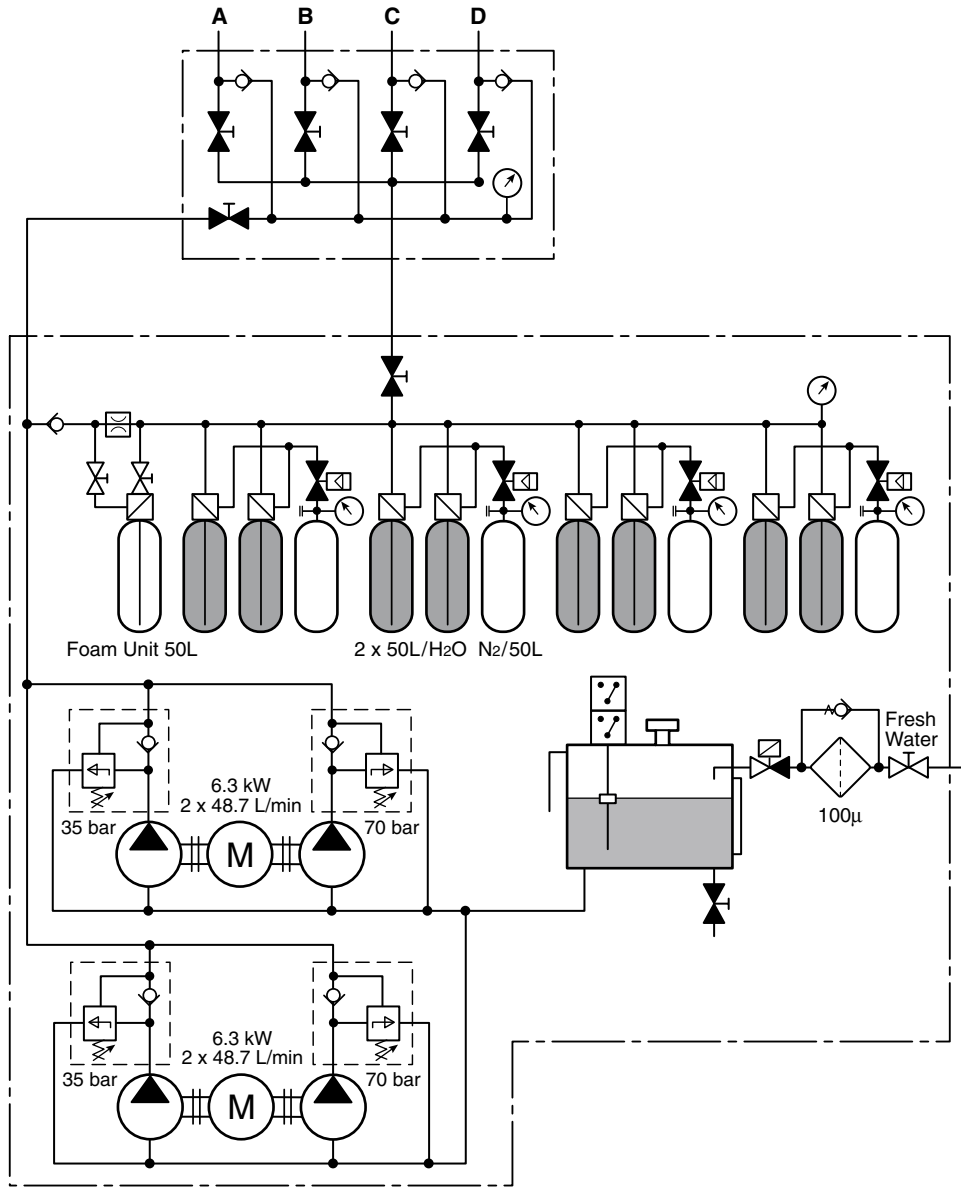 A B C D
Foam Unit 50L
2 x 50L/H2O N2/50L
Fresh
Water
100µ
6.3 kW
2 x 48.7 L/min
35 bar
70 bar
M
6.3 kW
2 x 48.7 L/min
35 bar
70 bar
M